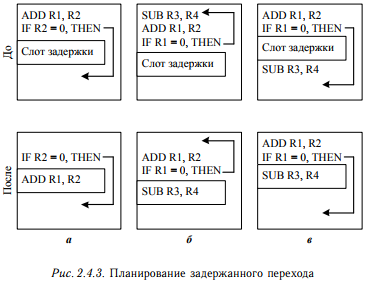 До
ADD R1, R2
IF R2 = 0, THEN
Слот задержки
SUB R3, R4
ADD R1, R2
IF R1 = 0, THEN
Слот задержки
ADD R1, R2
IF R1 = 0, THEN
Слот задержки
SUB R3, R4
После
IF R2 = 0, THEN
ADD R1, R2
ADD R1, R2
IF R1 = 0, THEN
SUB R3, R4
ADD R1, R2
IF R1 = 0, THEN
SUB R3, R4
а
б
в
Рис. 2.4.3. Планирование задержанного перехода